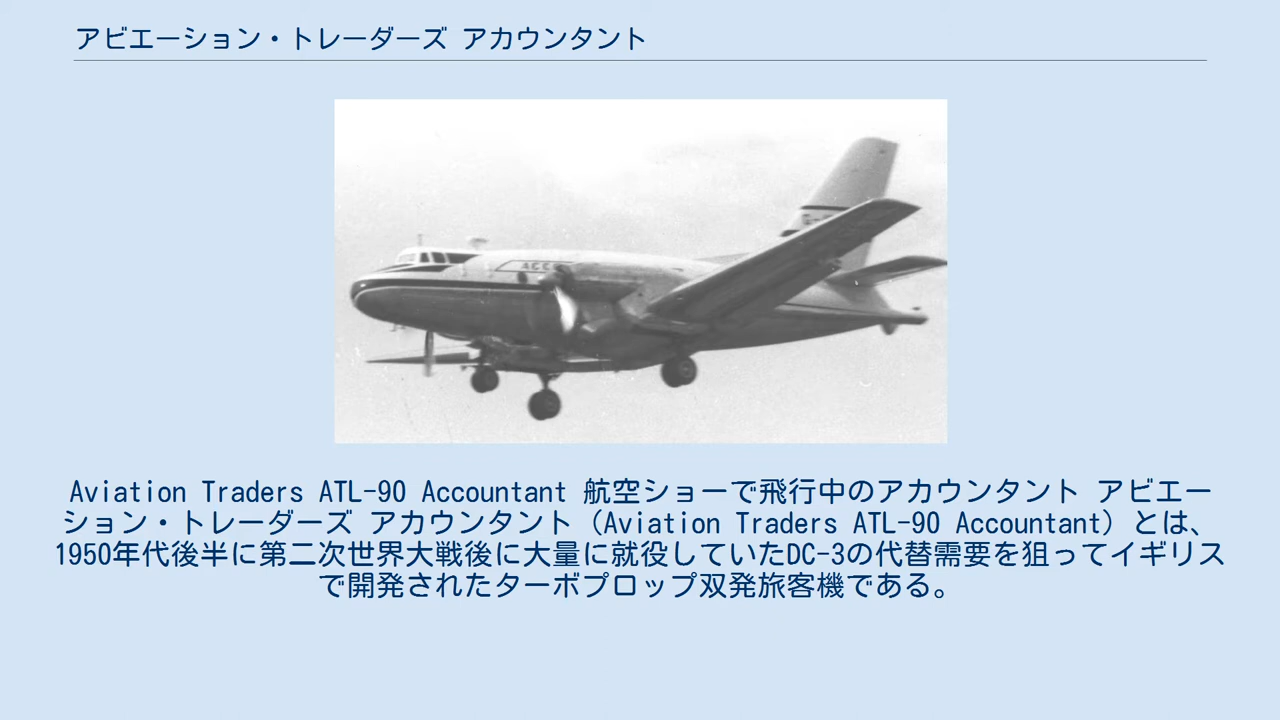 アビエーション・トレーダーズ アカウンタント
Aviation Traders ATL-90 Accountant 航空ショーで飛行中のアカウンタント アビエー
ション・トレーダーズ アカウンタント（Aviation Traders ATL-90 Accountant）とは、
1950年代後半に第二次世界大戦後に大量に就役していたDC-3の代替需要を狙ってイギリス
で開発されたターボプロップ双発旅客機である。